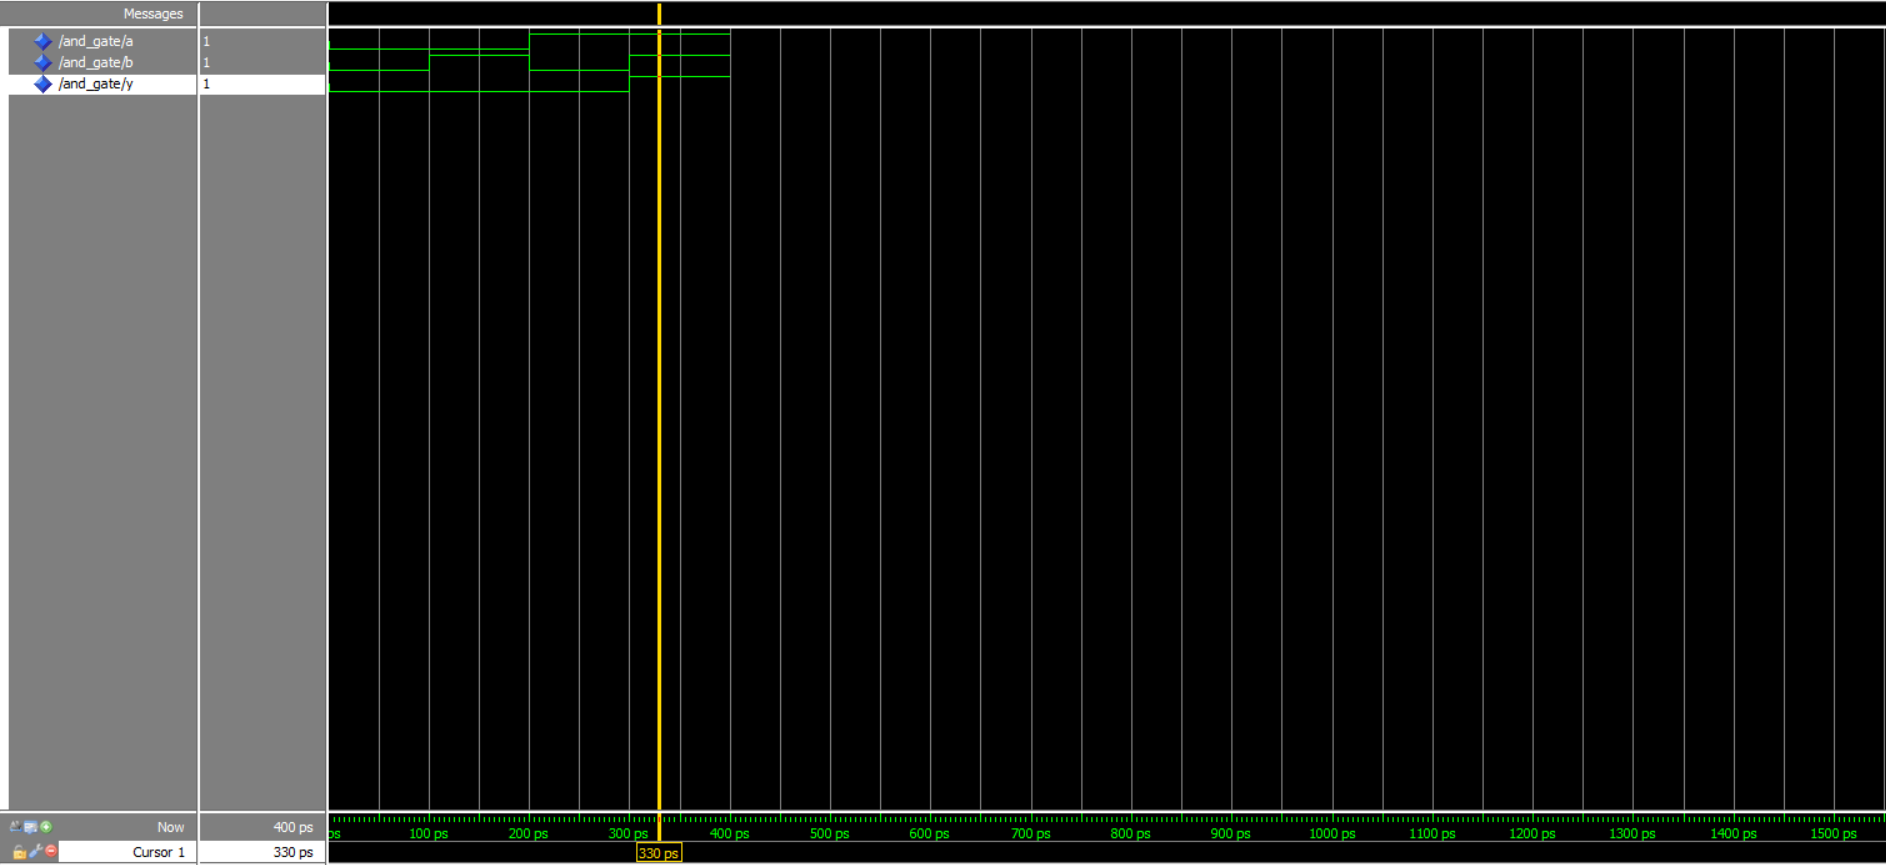 Messages
/and_gate/a 1
/and_gate/b 1
/and_gate/y 1
Now 400 ps
ps 100 ps 200 ps 300 ps 400 ps 500 ps 600 ps 700 ps 800 ps 900 ps 1000 ps 1100 ps 1200 ps 1300 ps 1400 ps 1500 ps
Cursor 1 330 ps
330 ps